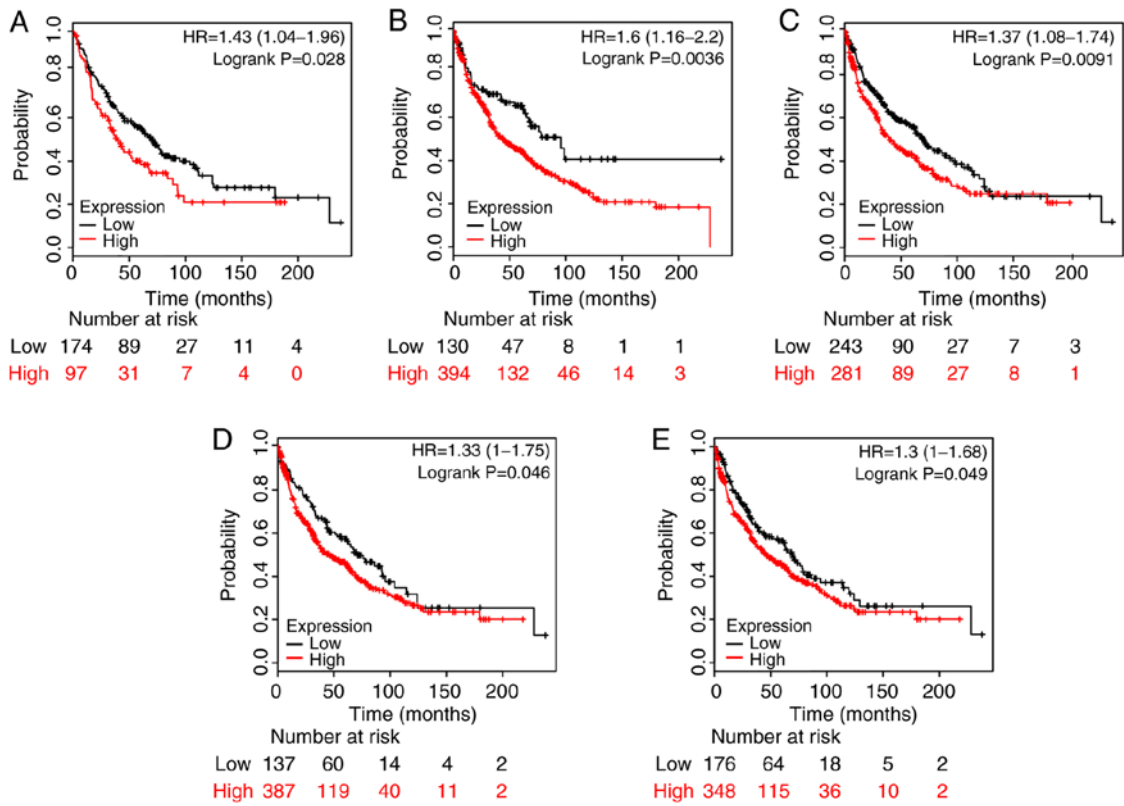 A
HR=1.43 (1.04–1.96)
Logrank P=0.028
Probability
1.0
0.8
0.6
0.4
0.2
0.0
Expression
Low
High
0 50 100 150 200
Time (months)
Number at risk
Low 174 89 27 11 4
High 97 31 7 4 0
B
HR=1.6 (1.16–2.2)
Logrank P=0.0036
Probability
1.0
0.8
0.6
0.4
0.2
0.0
Expression
Low
High
0 50 100 150 200
Time (months)
Number at risk
Low 130 47 8 1 1
High 394 132 46 14 3
C
HR=1.37 (1.08–1.74)
Logrank P=0.0091
Probability
1.0
0.8
0.6
0.4
0.2
0.0
Expression
Low
High
0 50 100 150 200
Time (months)
Number at risk
Low 243 90 27 7 3
High 281 89 27 8 1
D
HR=1.33 (1–1.75)
Logrank P=0.046
Probability
1.0
0.8
0.6
0.4
0.2
0.0
Expression
Low
High
0 50 100 150 200
Time (months)
Number at risk
Low 137 60 14 4 2
High 387 119 40 11 2
E
HR=1.3 (1–1.68)
Logrank P=0.049
Probability
1.0
0.8
0.6
0.4
0.2
0.0
Expression
Low
High
0 50 100 150 200
Time (months)
Number at risk
Low 176 64 18 5 2
High 348 115 36 10 2